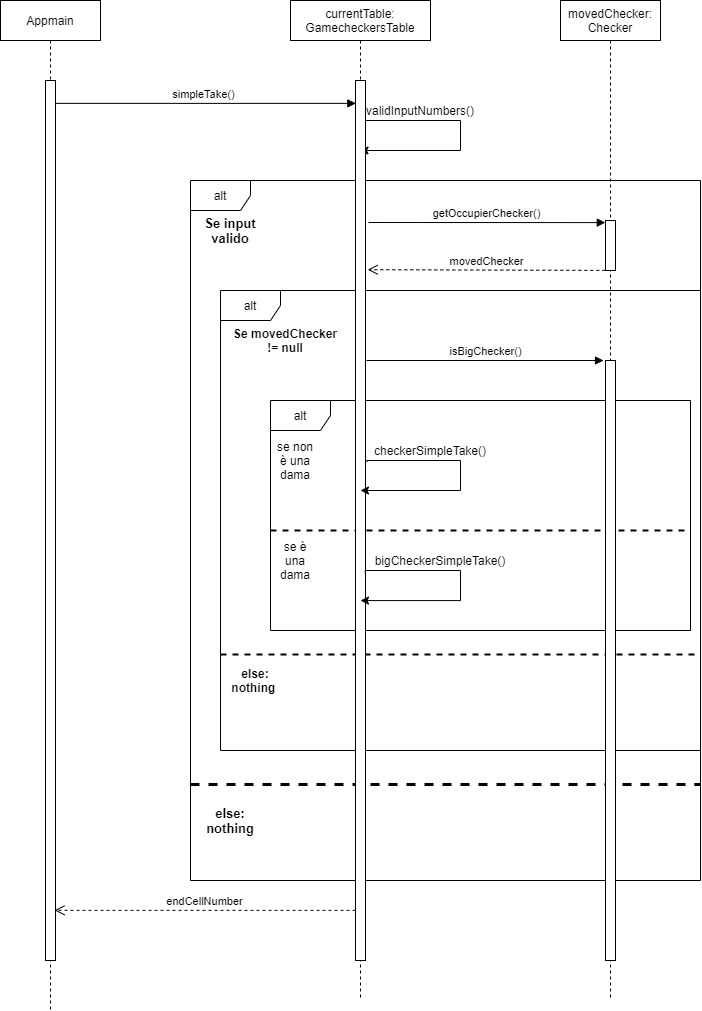 Appmain
currentTable:
GamecheckersTable
movedChecker:
Checker
simpleTake()
validInputNumbers()
alt
Se input
valido
getOccupierChecker()
movedChecker
alt
Se movedChecker
!= null
isBigChecker()
alt
se non
è una
dama
checkerSimpleTake()
se è
una
dama
bigCheckerSimpleTake()
else:
nothing
else:
nothing
endCellNumber